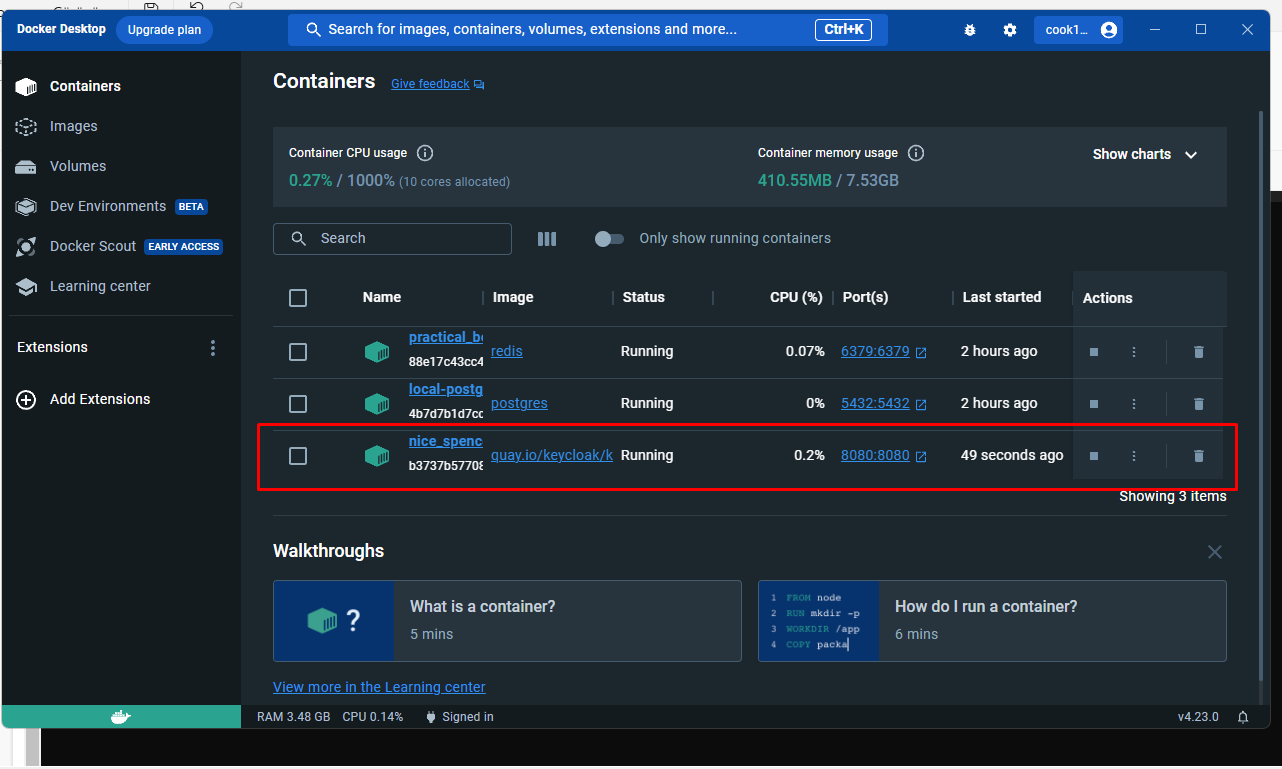 Docker Desktop
Upgrade plan
Search for images, containers, volumes, extensions and more...
Ctrl+K
cook1...
Containers
Images
Volumes
Dev Environments BETA
Docker Scout EARLY ACCESS
Learning center
Extensions
Add Extensions
Containers Give feedback
Container CPU usage
0.27% / 1000% (10 cores allocated)
Container memory usage
410.55MB / 7.53GB
Show charts
Search
Only show running containers
Name Image Status CPU (%) Port(s) Last started Actions
practical_be
88e17c43cc4 redis Running 0.07% 6379:6379 2 hours ago
local-postg
4b7d7b1d7cc postgres Running 0% 5432:5432 2 hours ago
nice_spenc
b3737b57708 quay.io/keycloak/k Running 0.2% 8080:8080 49 seconds ago
Showing 3 items
Walkthroughs
?
What is a container?
5 mins
1 FROM node
2 RUN mkdir -p
3 WORKDIR /app
4 COPY packa
How do I run a container?
6 mins
View more in the Learning center
RAM 3.48 GB CPU 0.14% Signed in
v4.23.0